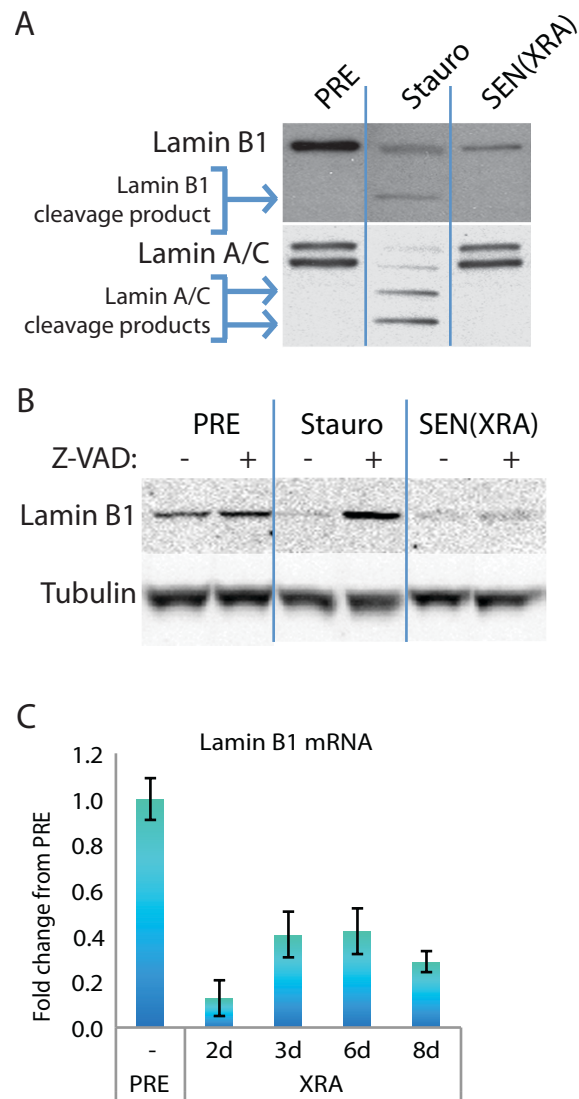 A
PRE Stauro SEN(XRA)
Lamin B1
Lamin B1
cleavage product
Lamin A/C
Lamin A/C
cleavage products
B
PRE Stauro SEN(XRA)
Z-VAD: - + - + - +
Lamin B1
Tubulin
C
Lamin B1 mRNA
Fold change from PRE
1.2
1.0
0.8
0.6
0.4
0.2
0.0
- 2d 3d 6d 8d
PRE XRA